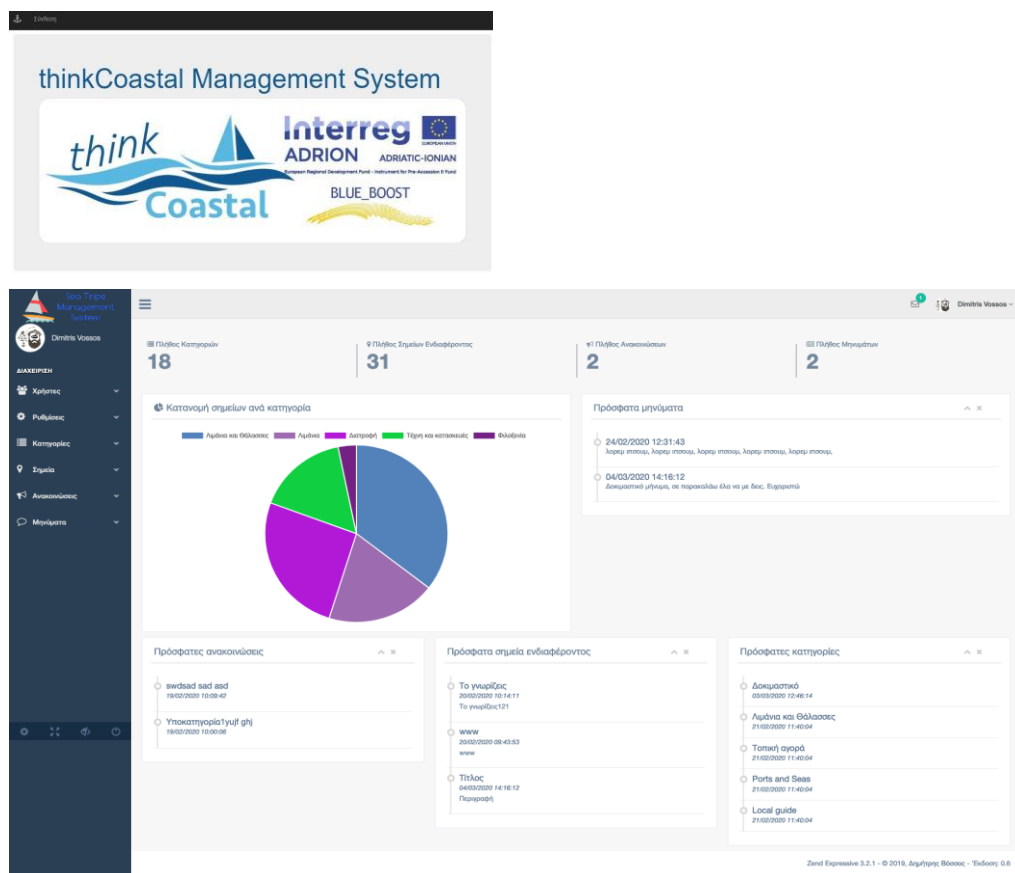 Σύνδεση
thinkCoastal Management System
think
Coastal
Interreg
EUROPEAN UNION
ADRION ADRIATIC-IONIAN
European Regional Development Fund - Instrument for Pre-Accession II Fund
BLUE_BOOST
Sea Trips
Management
System
Dimitris Vossos
1
Dimitris Vossos
ΔΙΑΧΕΙΡΙΣΗ
Χρήστες
Ρυθμίσεις
Κατηγορίες
Σημεία
Ανακοινώσεις
Μηνύματα
Πλήθος Κατηγοριών
18
Πλήθος Σημείων Ενδιαφέροντος
31
Πλήθος Ανακοινώσεων
2
Πλήθος Μηνυμάτων
2
Κατανομή σημείων ανά κατηγορία
Λιμάνια και Θάλασσες Λιμάνια Διατροφή Τέχνη και κατασκευές Φιλοξενία
Πρόσφατα μηνύματα
24/02/2020 12:31:43
λορεμ ιπσουμ, λορεμ ιπσουμ, λορεμ ιπσουμ, λορεμ ιπσουμ, λορεμ ιπσουμ,
04/03/2020 14:16:12
Δοκιμαστικό μήνυμα, σε παρακαλάω έλα να με δεις. Ευχαριστώ
Πρόσφατες ανακοινώσεις
swdsad sad asd
19/02/2020 10:09:42
Υποκατηγορία1yujf ghj
19/02/2020 10:00:06
Πρόσφατα σημεία ενδιαφέροντος
Το γνωρίζεις
20/02/2020 10:14:11
Το γνωρίζεις121
www
20/02/2020 09:43:53
www
Τίτλος
04/03/2020 14:16:12
Περιγραφή
Πρόσφατες κατηγορίες
Δοκιμαστικό
03/03/2020 12:46:14
Λιμάνια και Θάλασσες
21/02/2020 11:40:04
Τοπική αγορά
21/02/2020 11:40:04
Ports and Seas
21/02/2020 11:40:04
Local guide
21/02/2020 11:40:04
Zend Expressive 3.2.1 - © 2019, Δημήτρης Βόσσος - Έκδοση: 0.6